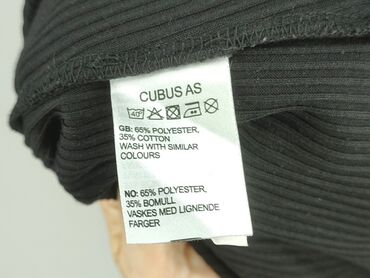 CUBUS AS
40°
GB: 65% POLYESTER,
35% COTTON
WASH WITH SIMILAR
COLOURS
NO: 65% POLYESTER,
35% BOMULL
VASKES MED LIGNENDE
FARGER